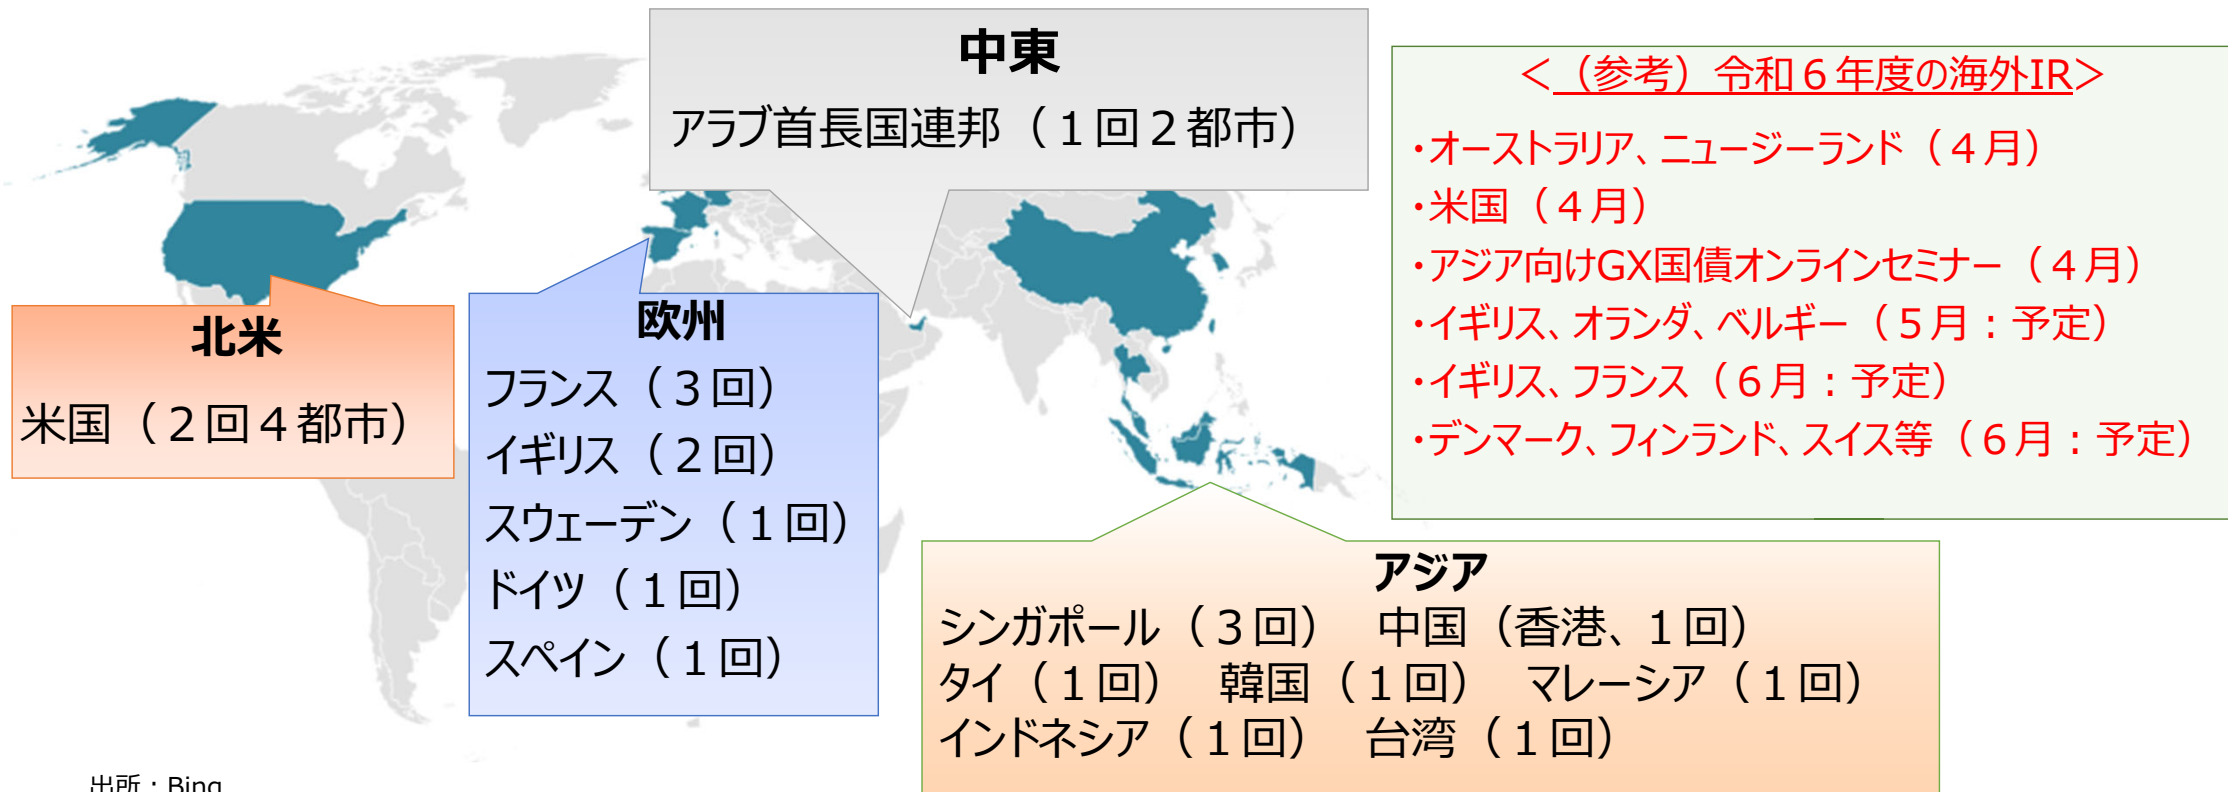 中東
アラブ首長国連邦（１回２都市）
＜（参考）令和６年度の海外IR＞
・オーストラリア、ニュージーランド（４月）
・米国（４月）
・アジア向けGX国債オンラインセミナー（４月）
・イギリス、オランダ、ベルギー（５月：予定）
・イギリス、フランス（６月：予定）
・デンマーク、フィンランド、スイス等（６月：予定）
北米
米国（２回４都市）
欧州
フランス（３回）
イギリス（２回）
スウェーデン（１回）
ドイツ（１回）
スペイン（１回）
アジア
シンガポール（３回）　中国（香港、１回）
タイ（１回）　韓国（１回）　マレーシア（１回）
インドネシア（１回）　台湾（１回）
出所：Bing